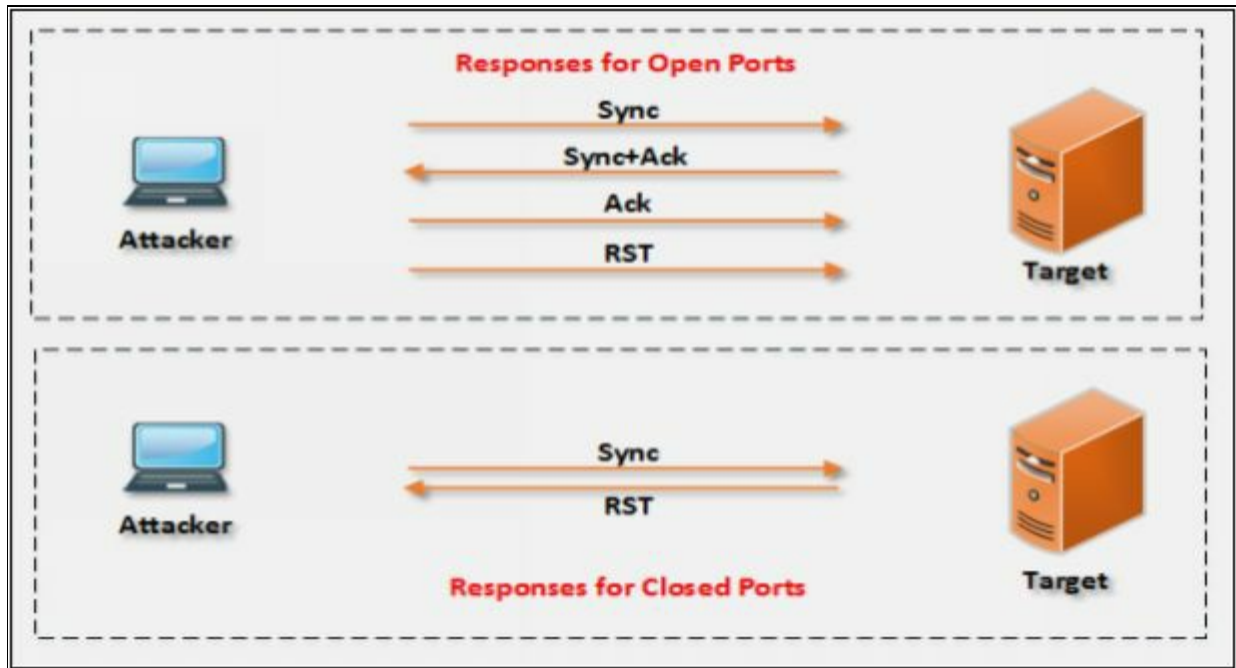 Responses for Open Ports
Sync
Sync+Ack
Ack
RST
Attacker
Target
Sync
RST
Attacker
Target
Responses for Closed Ports